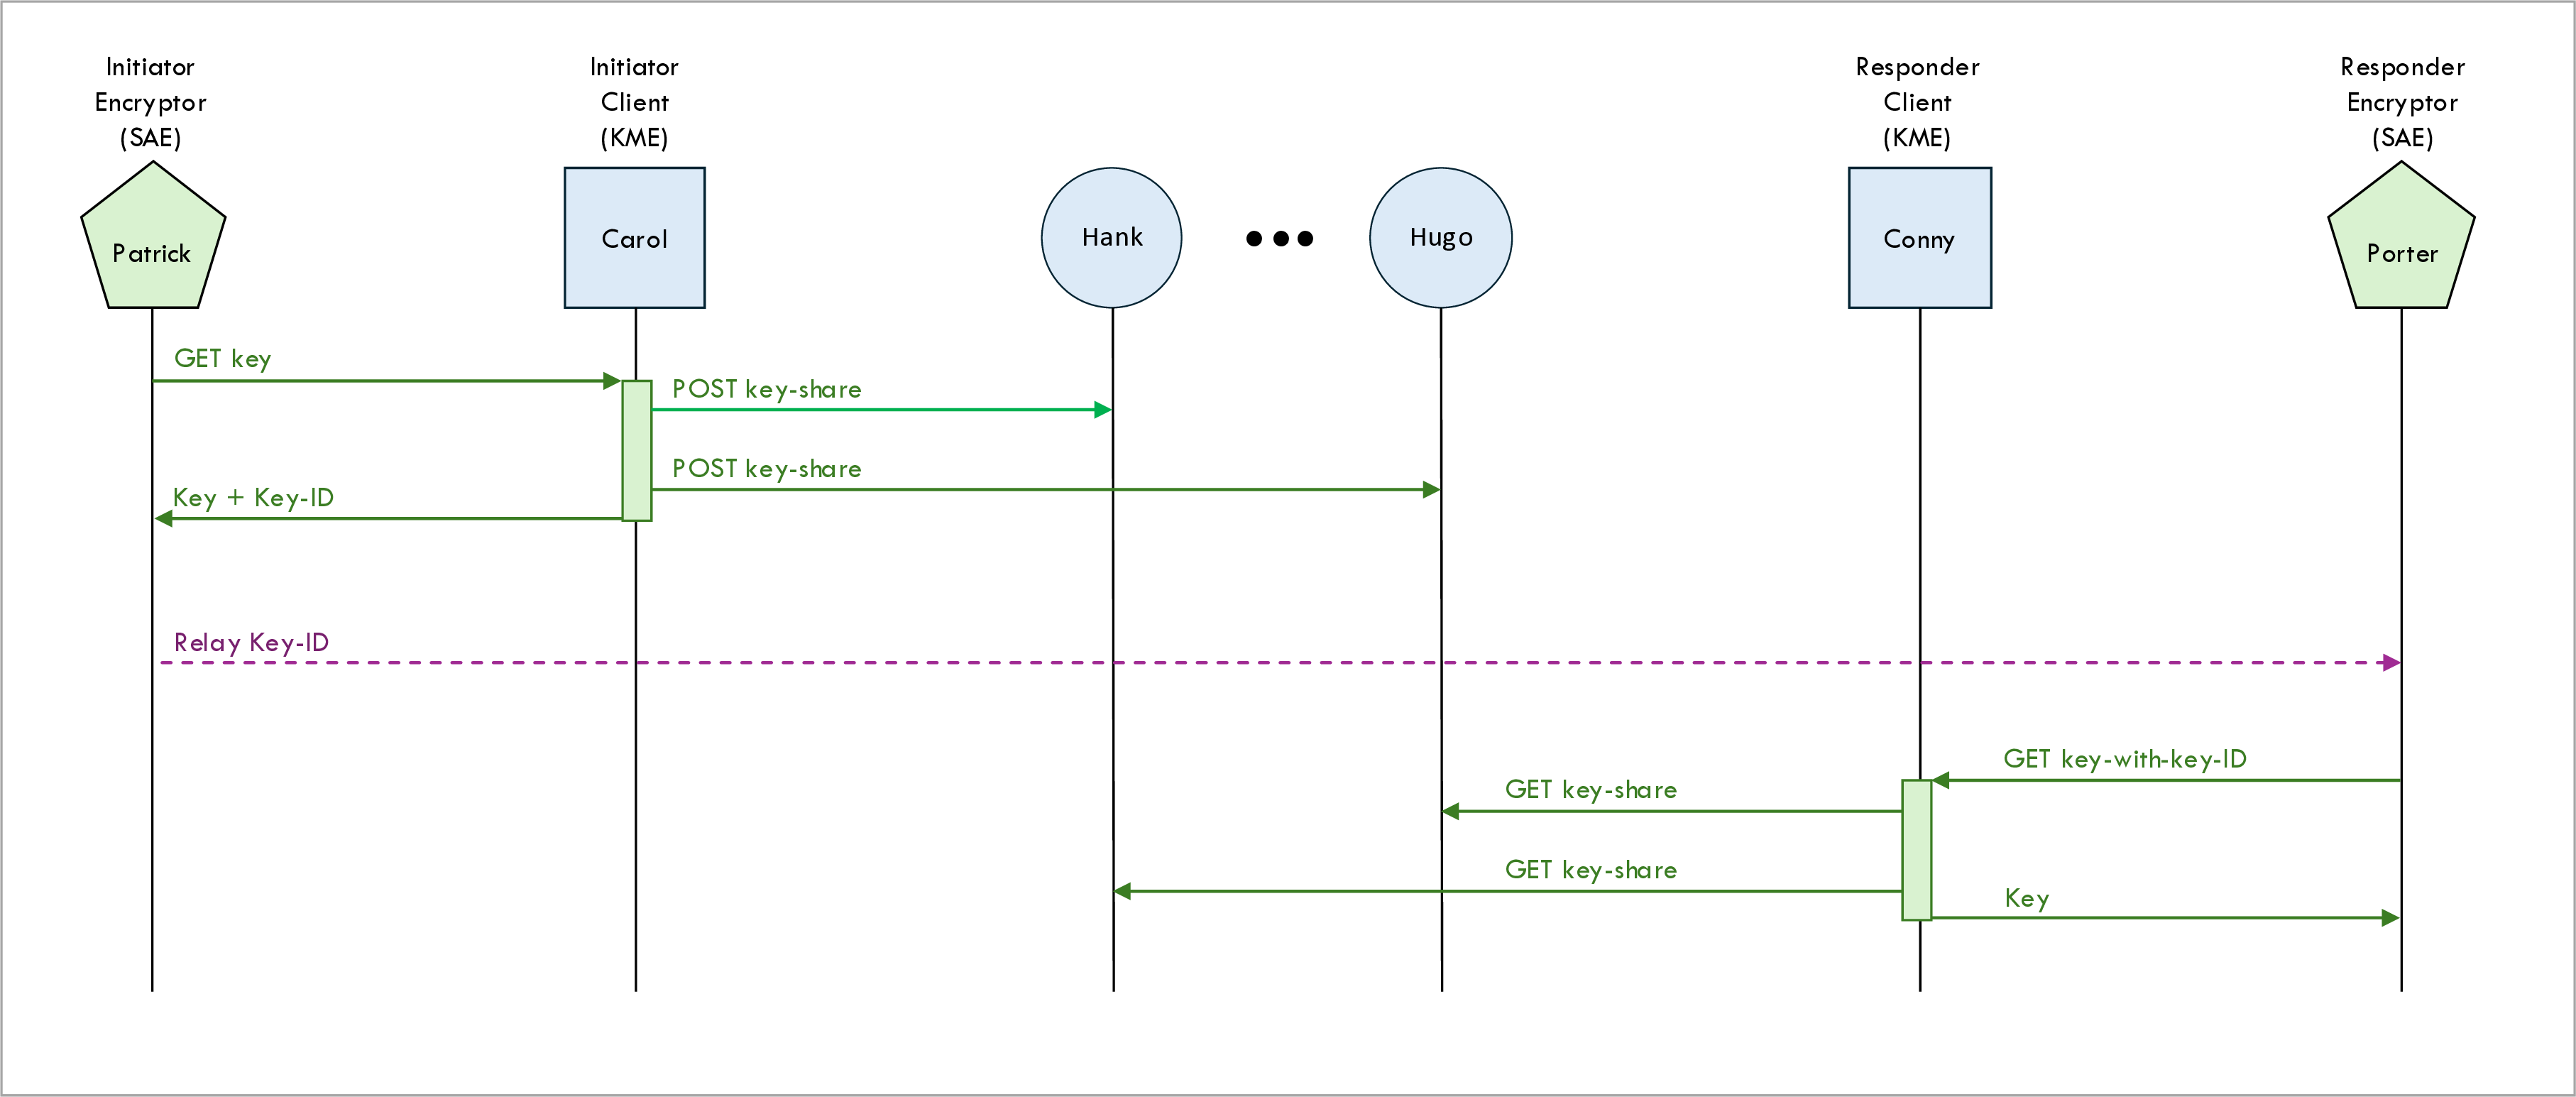 Initiator
Encryptor
(SAE)
Initiator
Client
(KME)
Responder
Client
(KME)
Responder
Encryptor
(SAE)
Patrick
Carol
Hank
Hugo
Conny
Porter
GET key
POST key-share
POST key-share
Key + Key-ID
Relay Key-ID
GET key-with-key-ID
GET key-share
GET key-share
Key